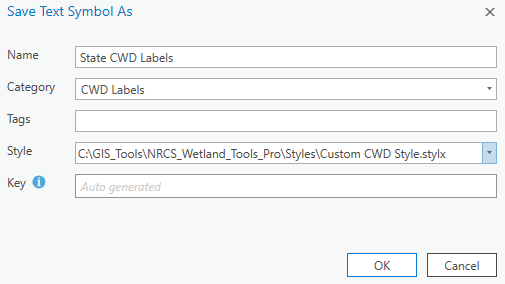 Save Text Symbol As
Name State CWD Labels
Category CWD Labels
Tags
Style C:\GIS_Tools\NRCS_Wetland_Tools_Pro\Styles\Custom CWD Style.stylx
Key Auto generated
OK Cancel